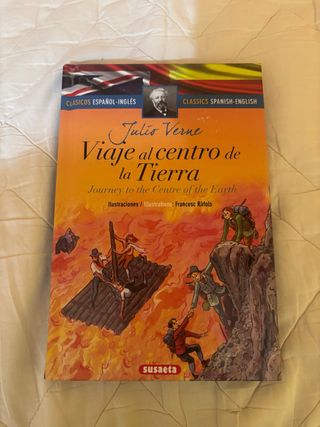 CLÁSICOS ESPAÑOL-INGLÉS
CLASSICS SPANISH-ENGLISH
Julio Verne
Viaje al centro de
la Tierra
Journey to the Centre of the Earth
Ilustraciones / Illustrations Francesc Ràfols
susaeta